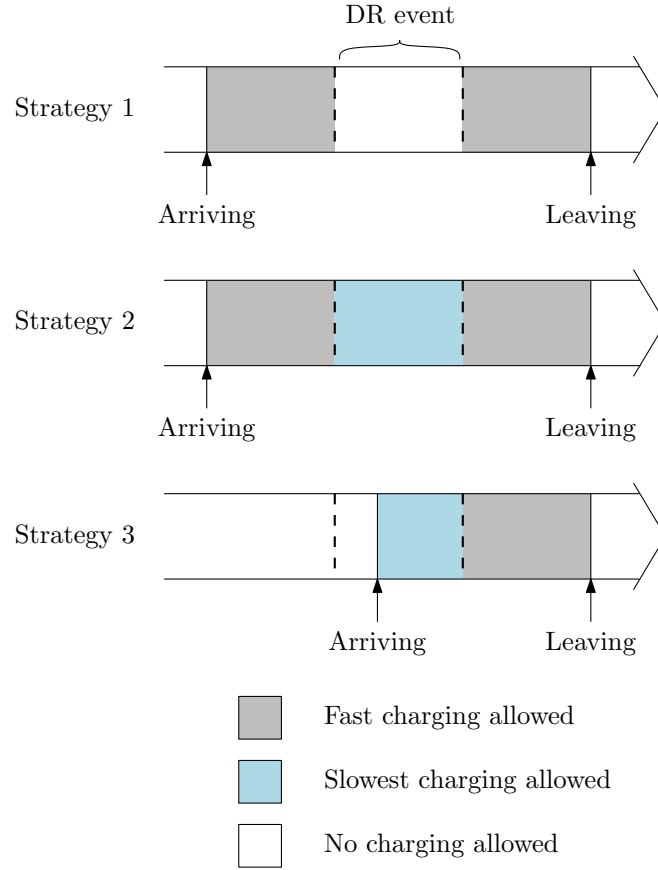 DR event
Strategy 1
Arriving
Leaving
Strategy 2
Arriving
Leaving
Strategy 3
Arriving
Leaving
Fast charging allowed
Slowest charging allowed
No charging allowed